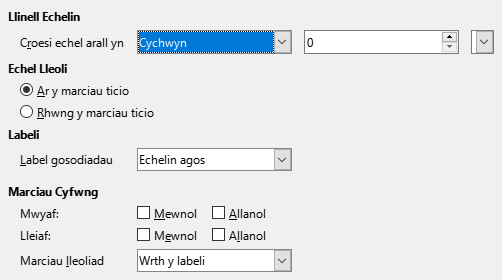 Llinell Echelin
Croesi echel arall yn Cychwyn 0
Echel Lleoli
Ar y marciau ticio
Rhwng y marciau ticio
Labeli
Label gosodiadau Echelin agos
Marciau Cyfwng
Mwyaf: Mewnol Allanol
Lleiaf: Mewnol Allanol
Marciau lleoliad Wrth y labeli